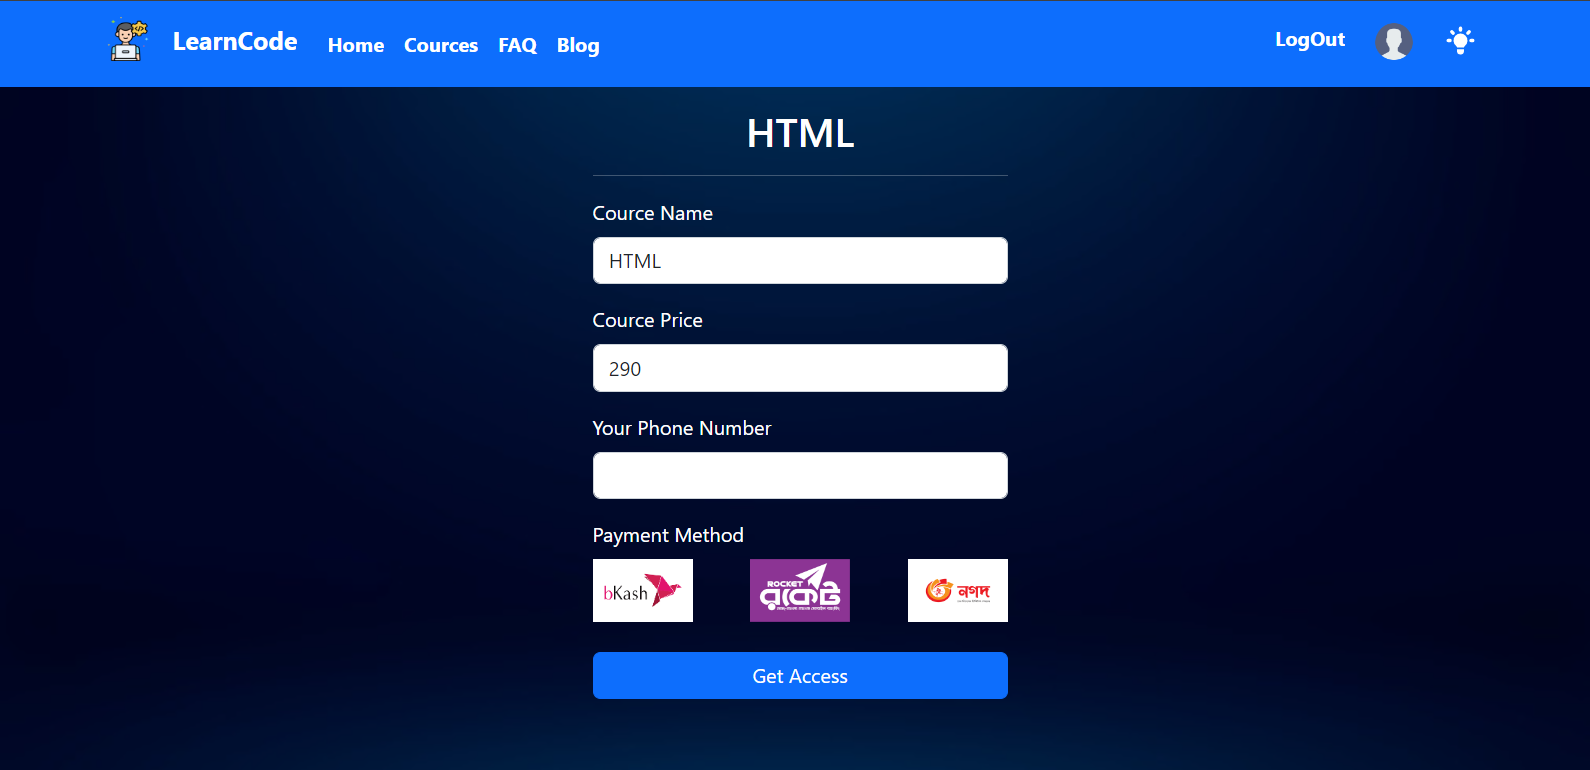 LearnCode Home Cources FAQ Blog LogOut
HTML
Cource Name
HTML
Cource Price
290
Your Phone Number
Payment Method
bKash
ROCKET
রকেট
নগদ
Get Access